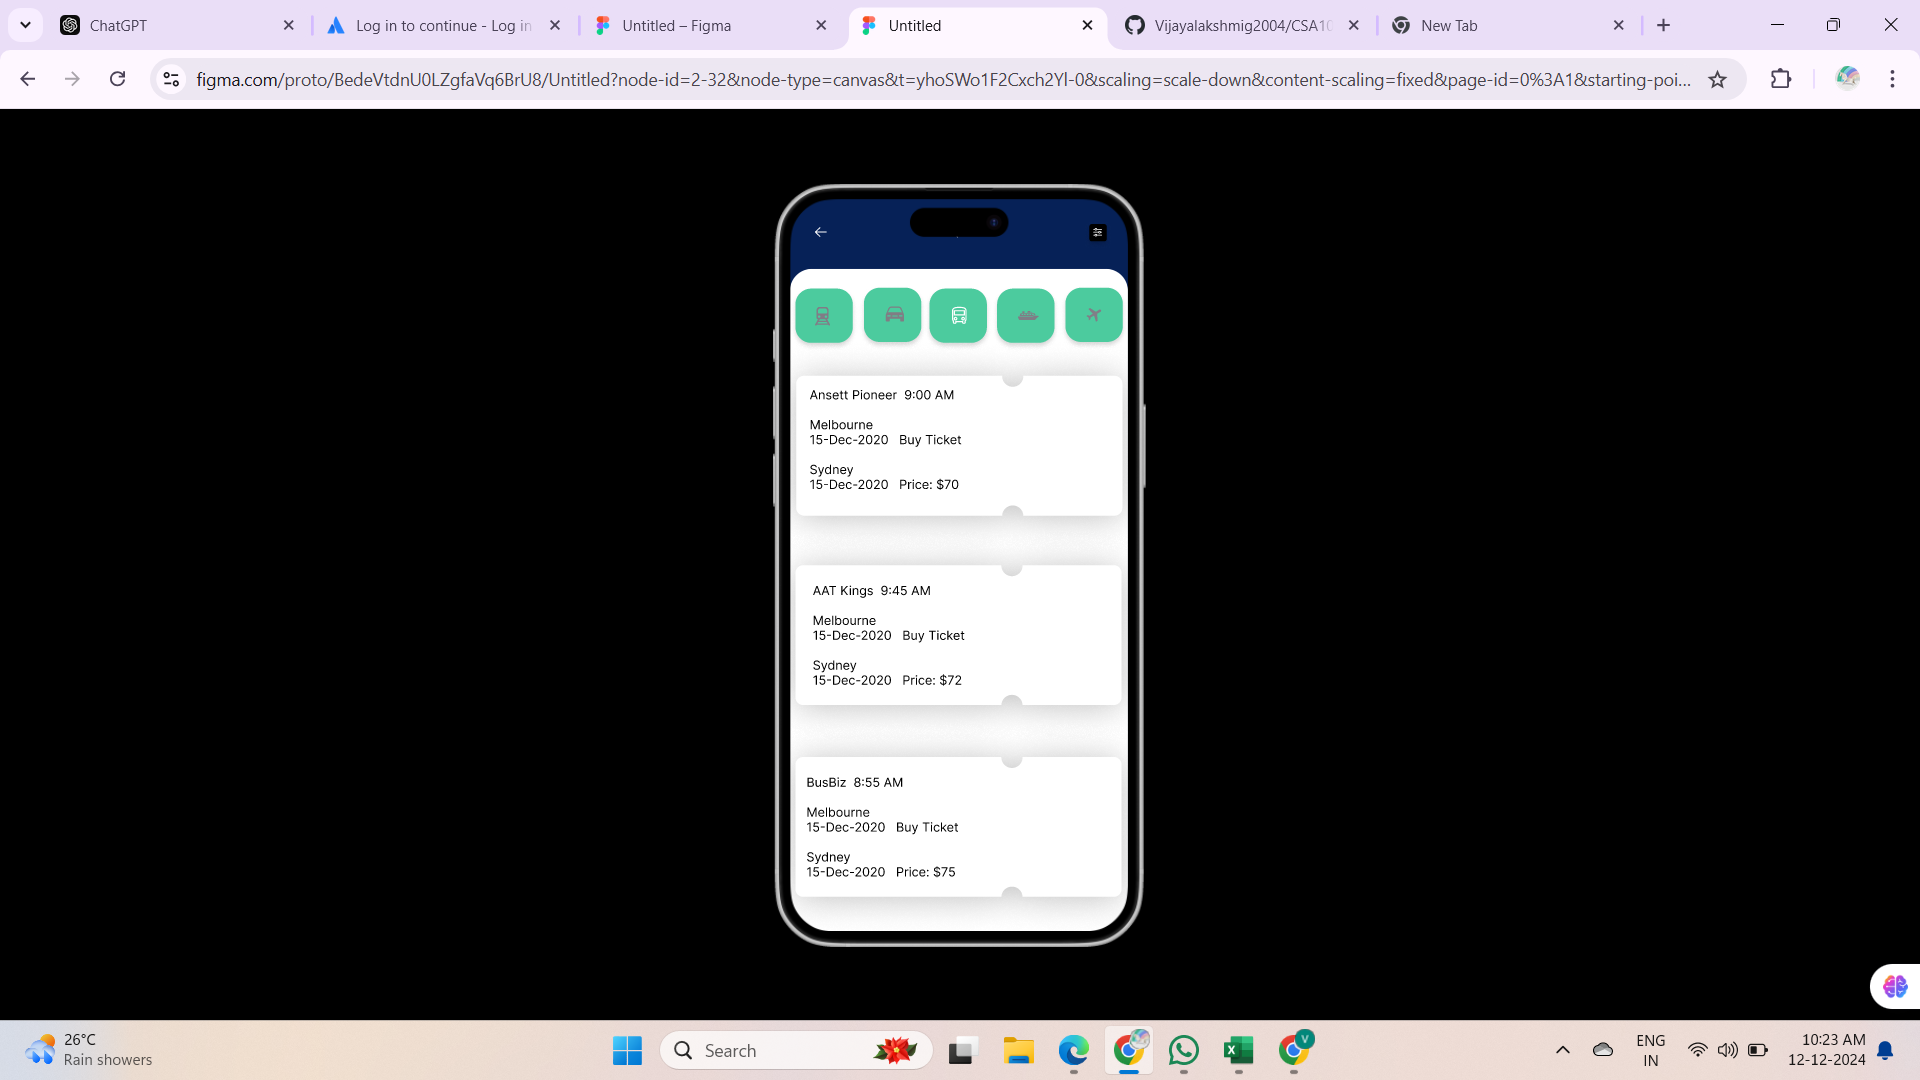 ChatGPT
Log in to continue - Log in
Untitled – Figma
Untitled
Vijayalakshmig2004/CSA10
New Tab
figma.com/proto/BedeVtdnU0LZgfaVq6BrU8/Untitled?node-id=2-32&node-type=canvas&t=yhoSWo1F2Cxch2Yl-0&scaling=scale-down&content-scaling=fixed&page-id=0%3A1&starting-poi...
Ansett Pioneer 9:00 AM
Melbourne
15-Dec-2020 Buy Ticket
Sydney
15-Dec-2020 Price: $70
AAT Kings 9:45 AM
Melbourne
15-Dec-2020 Buy Ticket
Sydney
15-Dec-2020 Price: $72
BusBiz 8:55 AM
Melbourne
15-Dec-2020 Buy Ticket
Sydney
15-Dec-2020 Price: $75
26°C
Rain showers
Search
V
ENG
IN
10:23 AM
12-12-2024